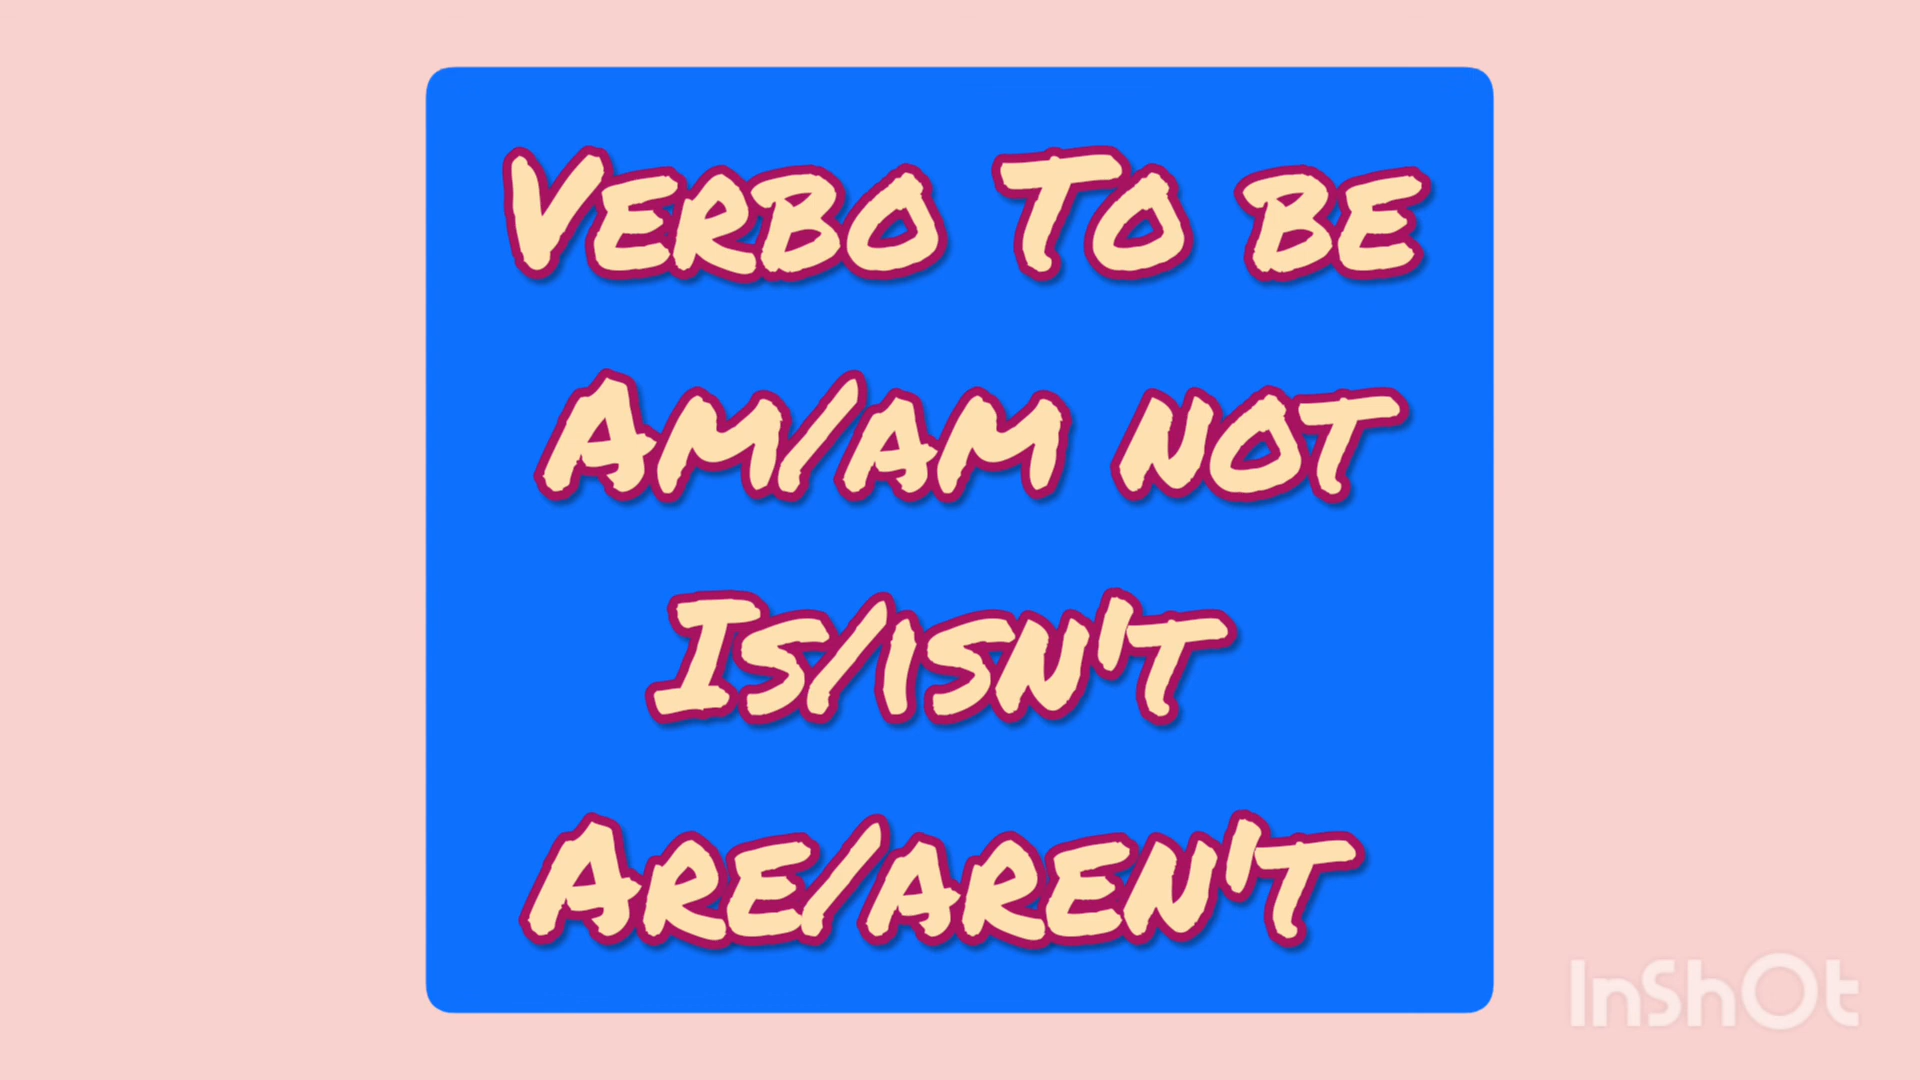 Verbo To be
Am/am not
Is/isn't
Are/aren't
InShOt